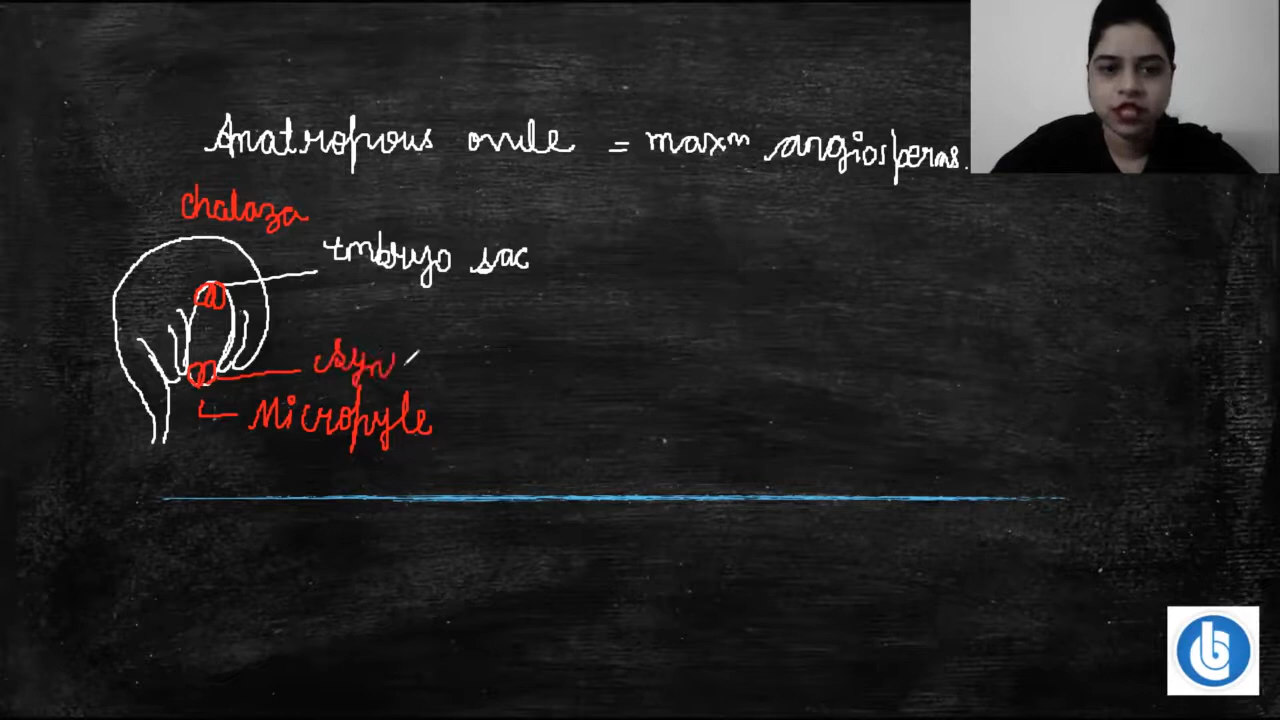 Anatropous ovule = maxm angiosperms.
chalaza
Embryo sac
Syn
Micropyle